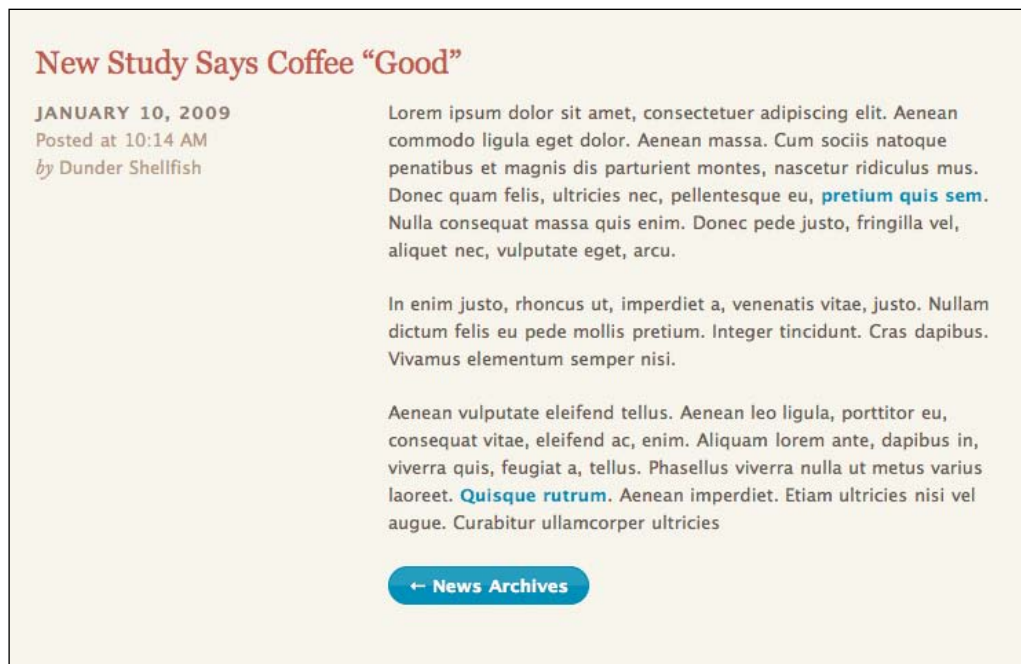 New Study Says Coffee “Good”
JANUARY 10, 2009
Posted at 10:14 AM
by Dunder Shellfish
Lorem ipsum dolor sit amet, consectetuer adipiscing elit. Aenean
commodo ligula eget dolor. Aenean massa. Cum sociis natoque
penatibus et magnis dis parturient montes, nascetur ridiculus mus.
Donec quam felis, ultricies nec, pellentesque eu, pretium quis sem.
Nulla consequat massa quis enim. Donec pede justo, fringilla vel,
aliquet nec, vulputate eget, arcu.
In enim justo, rhoncus ut, imperdiet a, venenatis vitae, justo. Nullam
dictum felis eu pede mollis pretium. Integer tincidunt. Cras dapibus.
Vivamus elementum semper nisi.
Aenean vulputate eleifend tellus. Aenean leo ligula, porttitor eu,
consequat vitae, eleifend ac, enim. Aliquam lorem ante, dapibus in,
viverra quis, feugiat a, tellus. Phasellus viverra nulla ut metus varius
laoreet. Quisque rutrum. Aenean imperdiet. Etiam ultricies nisi vel
augue. Curabitur ullamcorper ultricies
← News Archives